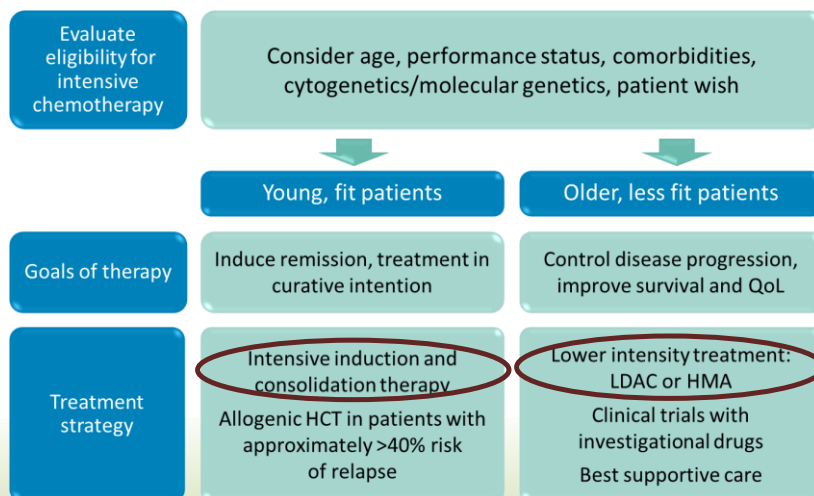 Evaluate
eligibility for
intensive
chemotherapy
Consider age, performance status, comorbidities,
cytogenetics/molecular genetics, patient wish
Young, fit patients
Older, less fit patients
Goals of therapy
Induce remission, treatment in
curative intention
Control disease progression,
improve survival and QoL
Treatment
strategy
Intensive induction and
consolidation therapy
Allogenic HCT in patients with
approximately >40% risk
of relapse
Lower intensity treatment:
LDAC or HMA
Clinical trials with
investigational drugs
Best supportive care